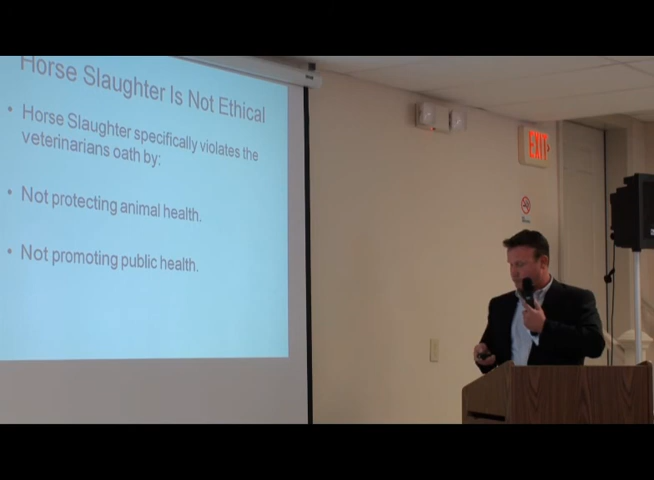 Horse Slaughter Is Not Ethical
• Horse Slaughter specifically violates the
veterinarians oath by:
• Not protecting animal health.
• Not promoting public health.
EXIT